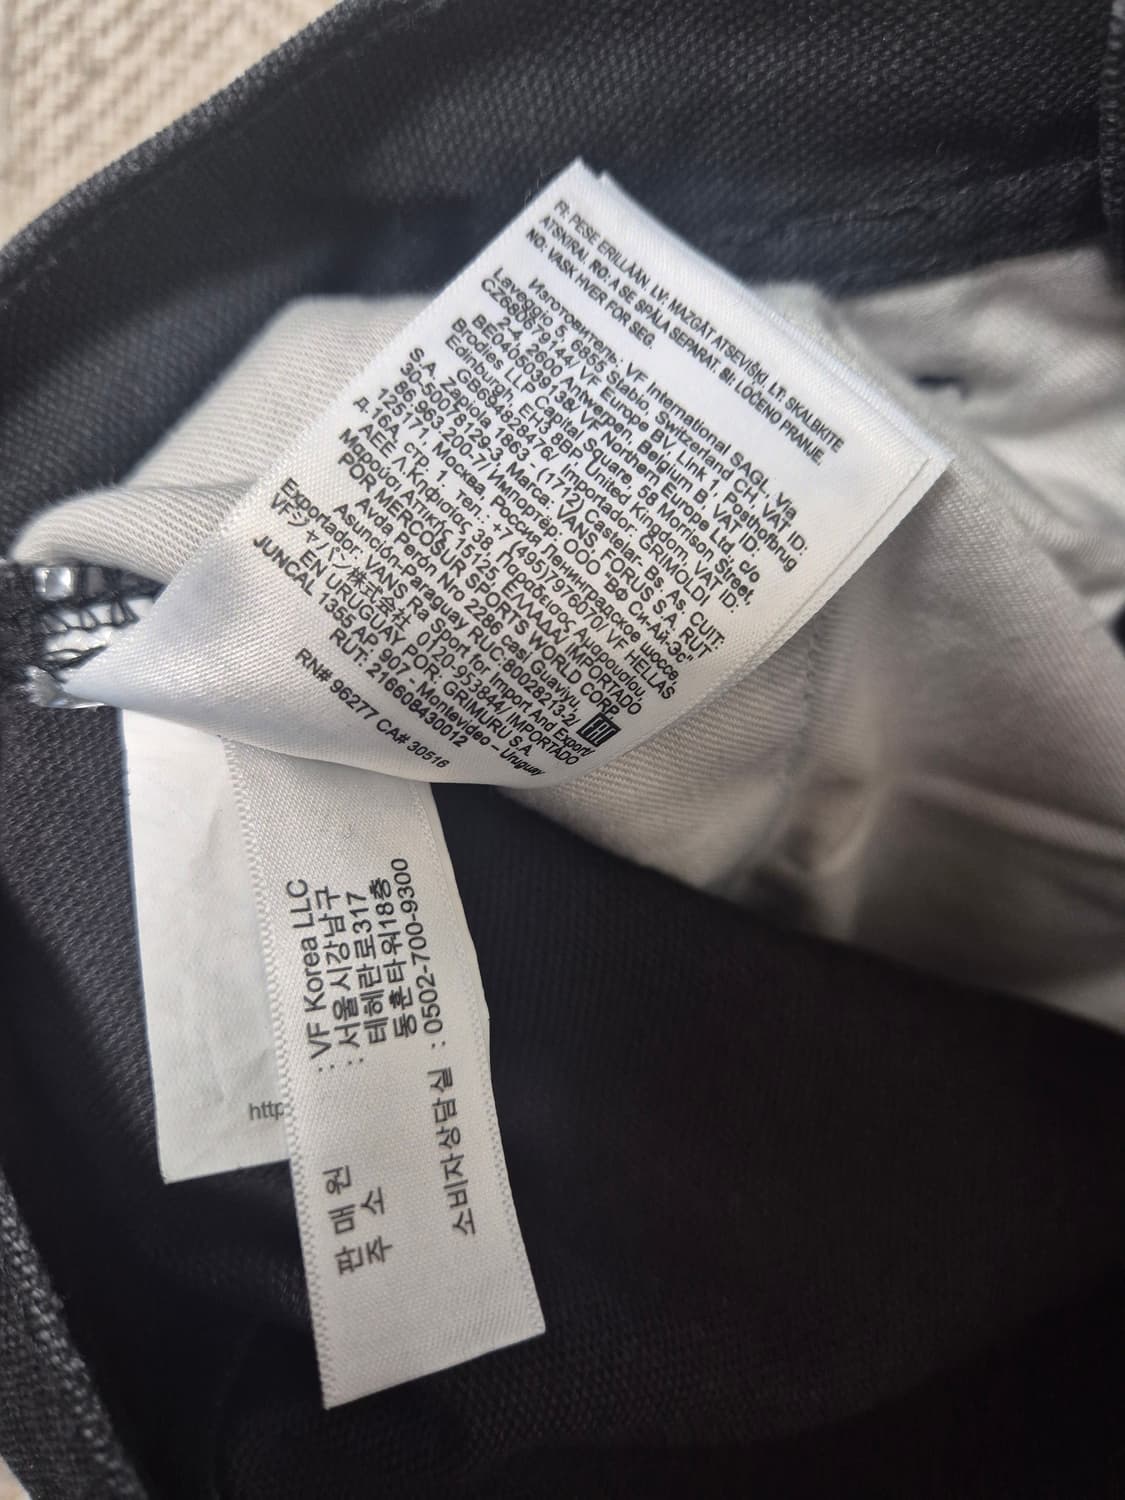 FI: PESE ERILLÄÄN. LV: MAZGĀT ATSEVIŠĶI. LT: SKALBKITE
ATSKIRAI. RO: A SE SPĂLA SEPARAT. SI: LOČENO PRANJE.
NO: VASK HVER FOR SEG.
Изготовитель: VF International SAGL, Via
Laveggio 5, 6855 Stabio, Switzerland CH VAT ID:
CZ680679144/ VF Europe BV, Link 1, Posthofbrug
2-4, 2600 Antwerpen, Belgium B. VAT ID:
BE0405039138/ VF Northern Europe Ltd, c/o
Brodies LLP, Capital Square, 58 Morrison Street,
Edinburgh, EH3 8BP United Kingdom VAT ID:
GB684828476/ Importador: GRIMOLDI
S.A. Zapiola 1863 - (1712) Castelar- Bs. As. CUIT:
30-50078129-3. Marca: VANS. FORUS S.A. RUT:
86.963.200-7/ Импортёр: ООО "ВФ Си-Ай-Эс"
125171, Москва, Россия Ленинградское шоссе,
д.16А, стр. 1, тел.: +7 (495)7976070/ VF HELLAS
ΑΕΕ Λ.Κηφισίας 38, Παράδεισος Αμαρουσίου,
Μαρούσι Αττικής, 15125, ΕΛΛΑΔΑ/ IMPORTADO
POR MERCOSUR SPORTS WORLD CORP
Avda Peron Nro 2286 casi Guaviyu,
Asunción-Paraguay RUC:80028213-2/ EAC
Exportador: VANS Ra Sport for Import And Export/
VFジャパン株式会社 0120-953844/ IMPORTADO
EN URUGUAY POR: GRIMURU S.A.
JUNCAL 1355 AP. 907 - Montevideo – Uruguay
RUT: 216608430012
RN# 96277 CA# 30516
판 매 원 : VF Korea LLC
주 소 : 서울시강남구
테헤란로317
동훈타워18층
소비자상담실 : 0502-700-9300
http